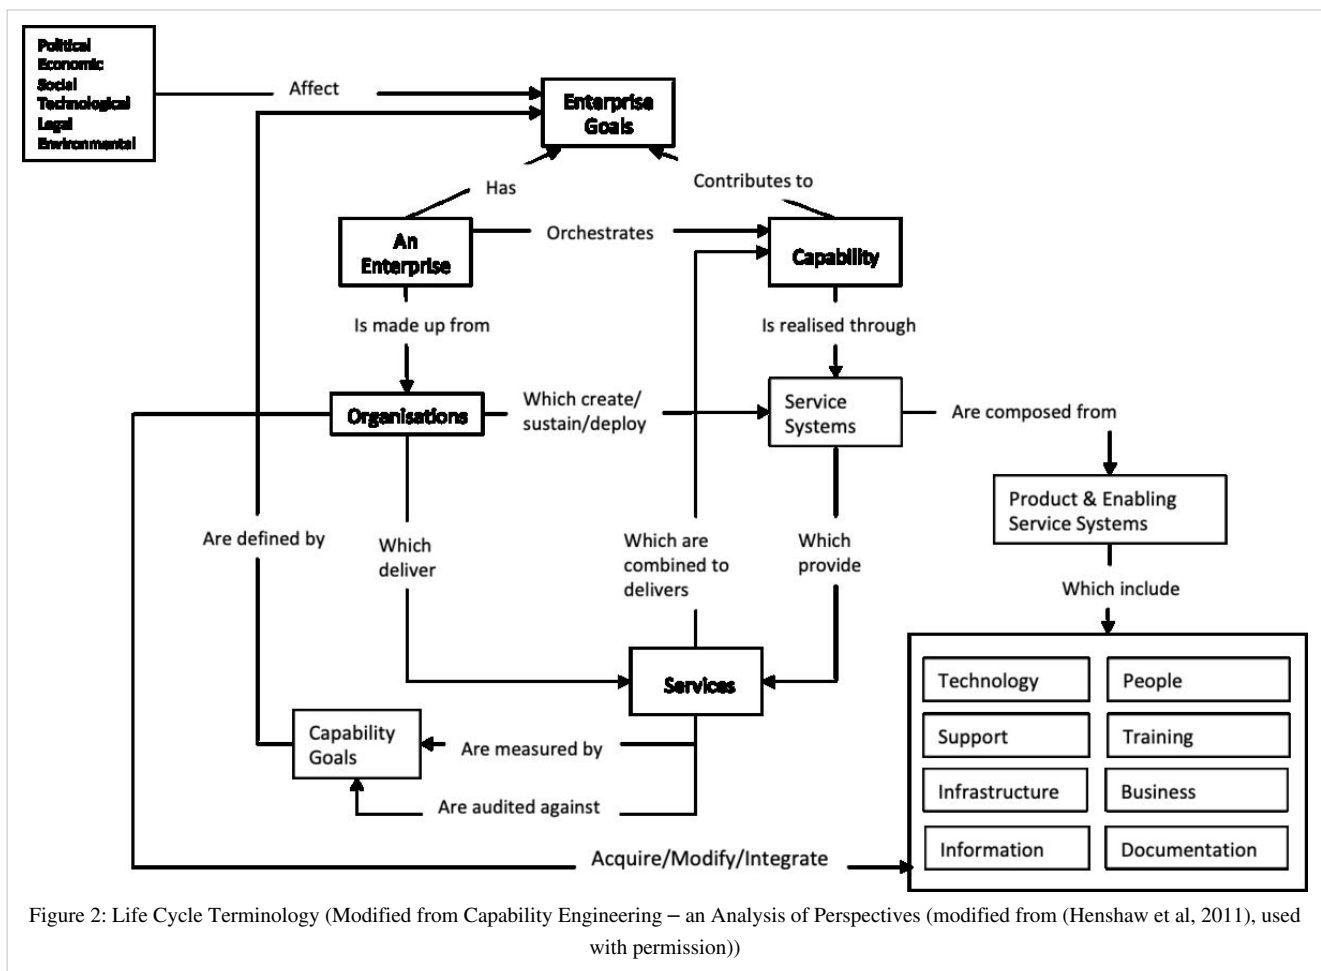 Political
Economic
Social
Technological
Legal
Environmental
Affect
Enterprise
Goals
Has
Contributes to
An
Enterprise
Orchestrates
Capability
Is made up from
Is realised through
Organisations
Which create/
sustain/deploy
Service
Systems
Are composed from
Product & Enabling
Service Systems
Are defined by
Which
deliver
Which are
combined to
delivers
Which
provide
Which include
Services
Technology
People
Support
Training
Infrastructure
Business
Information
Documentation
Capability
Goals
Are measured by
Are audited against
Acquire/Modify/Integrate
Figure 2: Life Cycle Terminology (Modified from Capability Engineering – an Analysis of Perspectives (modified from (Henshaw et al, 2011), used
with permission))